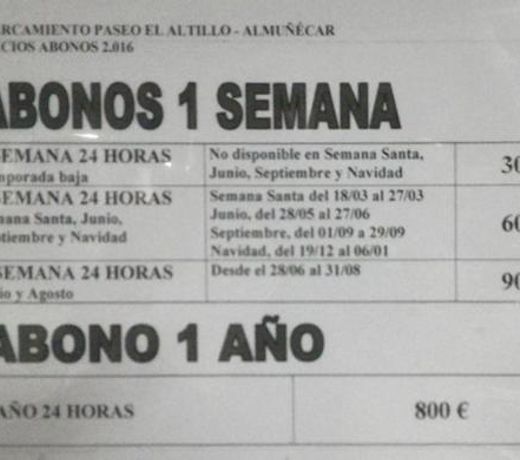 RCAMIENTO PASEO EL ALTILLO - ALMUÑÉCAR
CIOS ABONOS 2.016
ABONOS 1 SEMANA
SEMANA 24 HORAS
mporada baja
No disponible en Semana Santa,
Junio, Septiembre y Navidad
30
SEMANA 24 HORAS
mana Santa, Junio,
ptiembre y Navidad
Semana Santa del 18/03 al 27/03
Junio, del 28/05 al 27/06
Septiembre, del 01/09 a 29/09
Navidad, del 19/12 al 06/01
60
SEMANA 24 HORAS
io y Agosto
Desde el 28/06 al 31/08
90
ABONO 1 AÑO
AÑO 24 HORAS
800 €